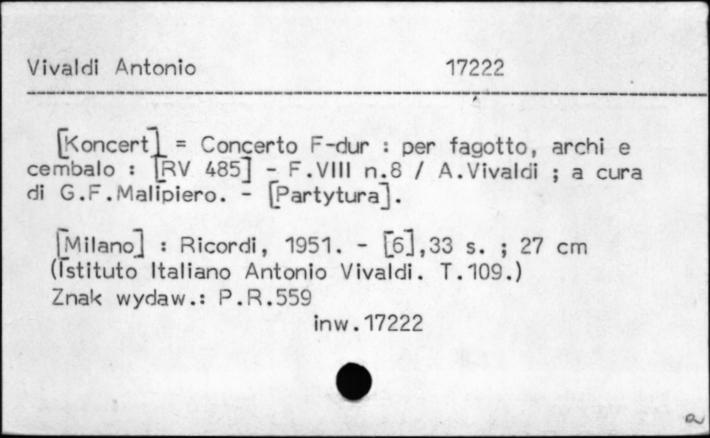 Vivaldi Antonio 17222
[Koncert] = Concerto F-dur : per fagotto, archi e
cembalo : [RV 485] - F.VIII n.8 / A.Vivaldi ; a cura
di G.F.Malipiero. - [Partytura].
[Milano] : Ricordi, 1951. - [6],33 s. ; 27 cm
(Istituto Italiano Antonio Vivaldi. T.109.)
Znak wydaw.: P.R.559
inw.17222
a